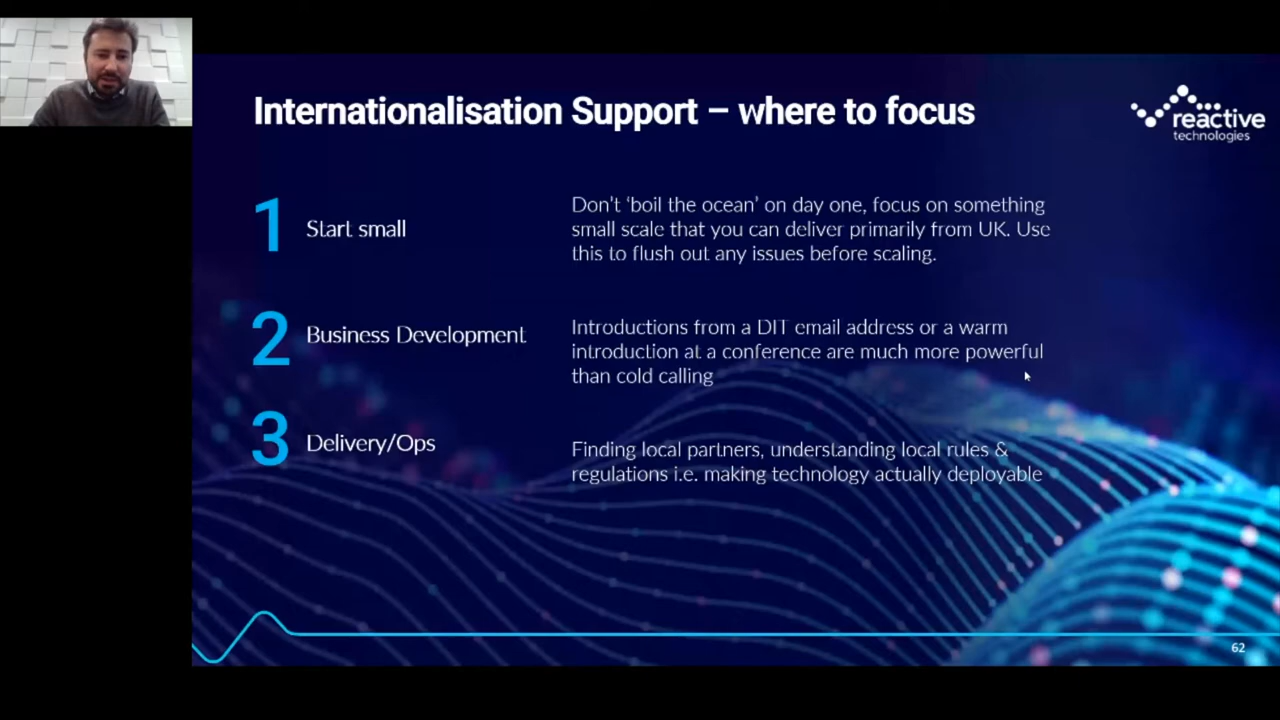 Internationalisation Support – where to focus
reactive
technologies
1
Start small
Don't 'boil the ocean' on day one, focus on something
small scale that you can deliver primarily from UK. Use
this to flush out any issues before scaling.
2
Business Development
Introductions from a DIT email address or a warm
introduction at a conference are much more powerful
than cold calling
3
Delivery/Ops
Finding local partners, understanding local rules &
regulations i.e. making technology actually deployable
62